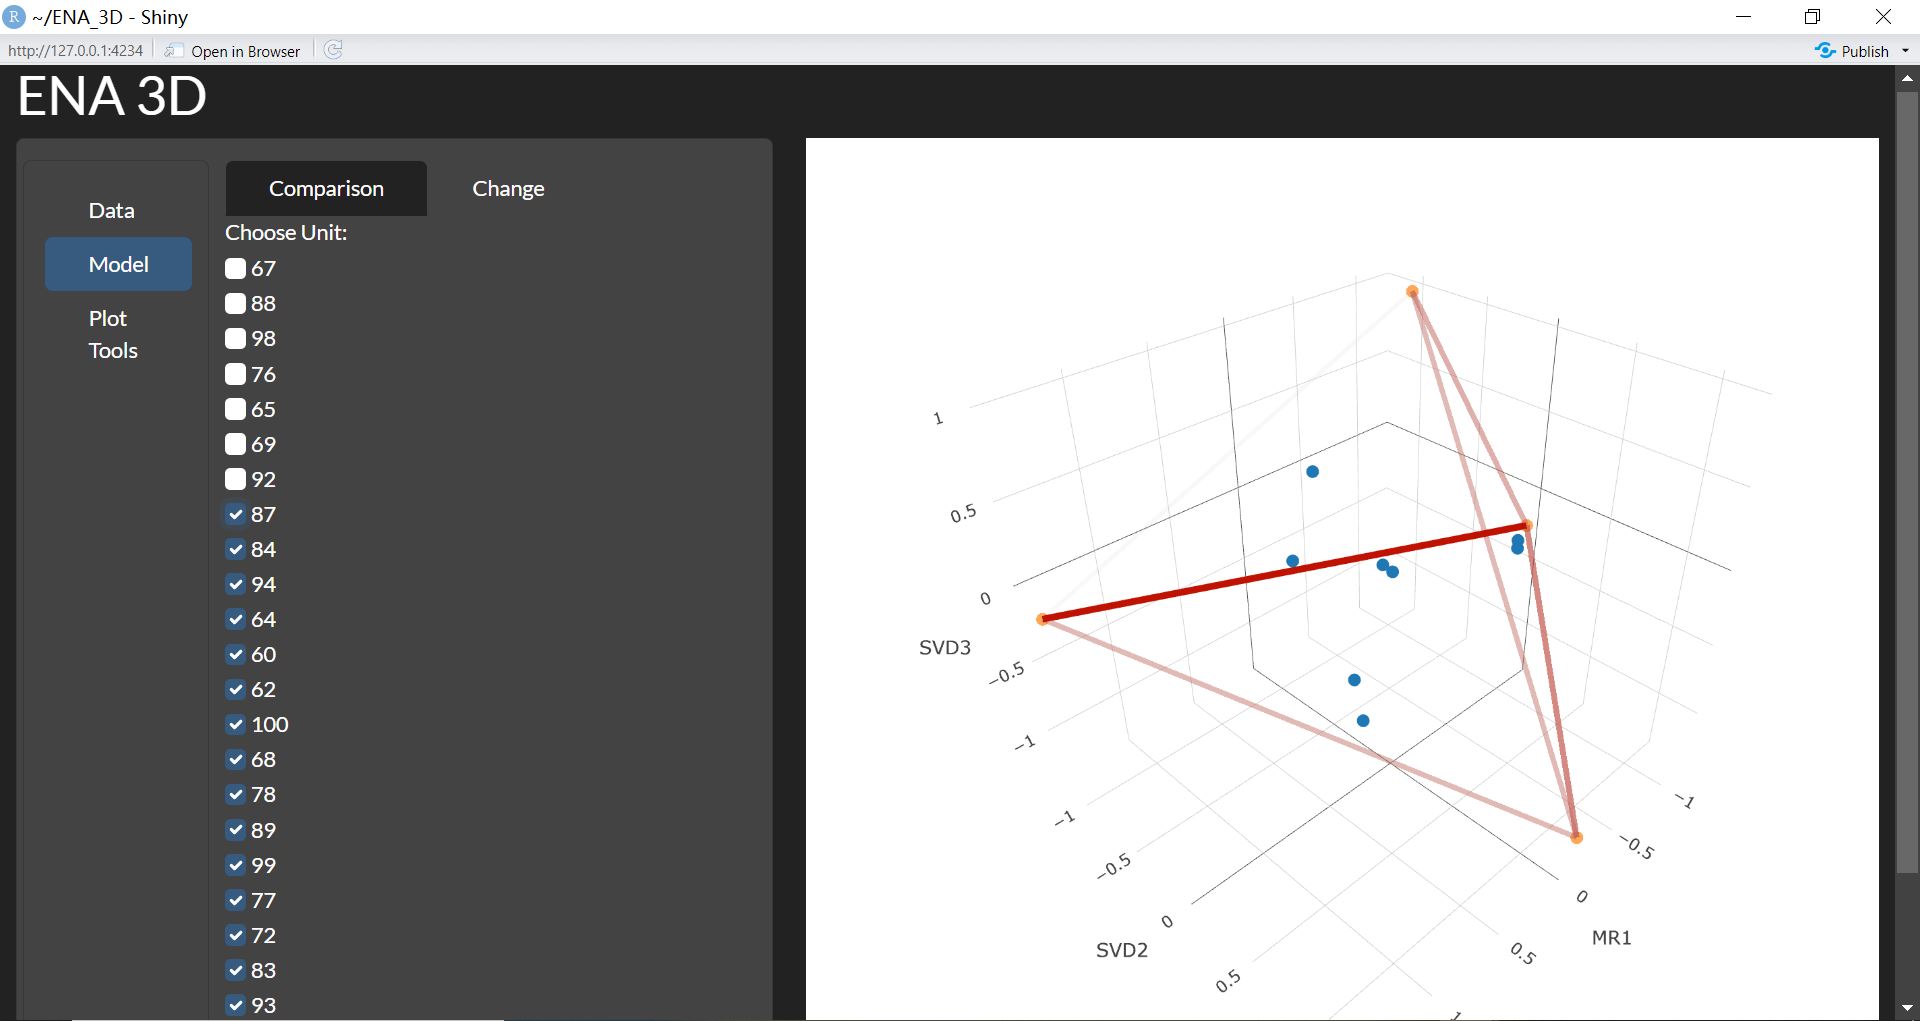 ~/ENA_3D - Shiny
http://127.0.0.1:4234
Open in Browser
Publish
ENA 3D
Data
Model
Plot
Tools
Comparison
Change
Choose Unit:
67
88
98
76
65
69
92
87
84
94
64
60
62
100
68
78
89
99
77
72
83
93
1
0.5
0
SVD3
−0.5
−1
−1
−0.5
0
SVD2
0.5
−1
−0.5
0
MR1
0.5
1